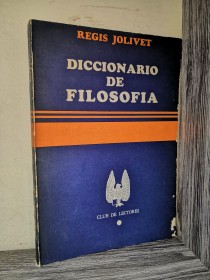 REGIS JOLIVET
DICCIONARIO
DE
FILOSOFIA
CLUB DE LECTORES